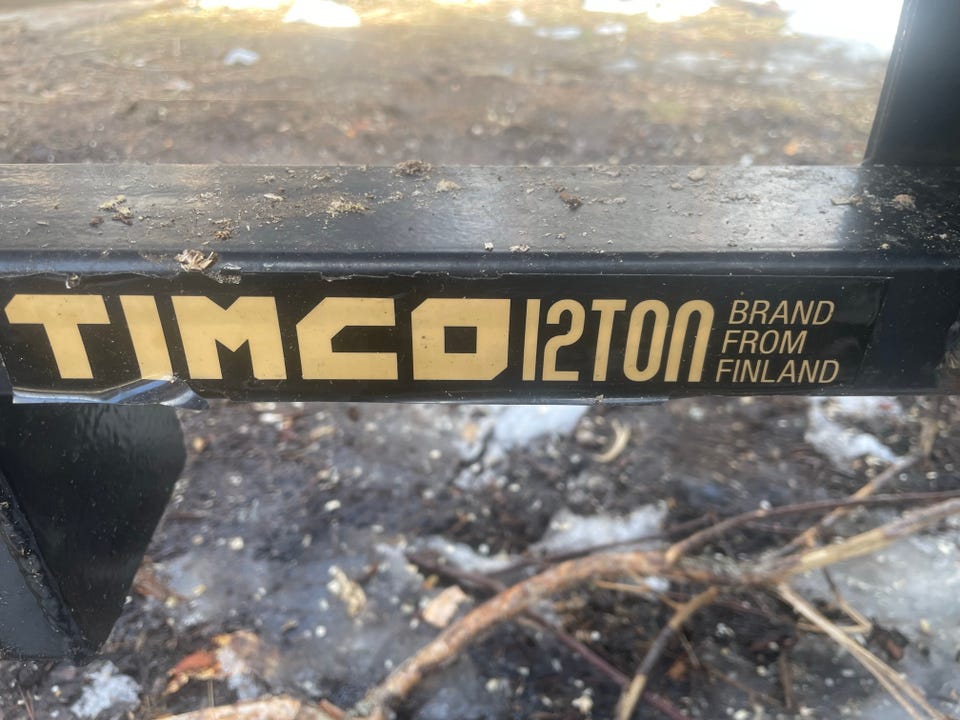 TIMCO 12TON
BRAND
FROM
FINLAND